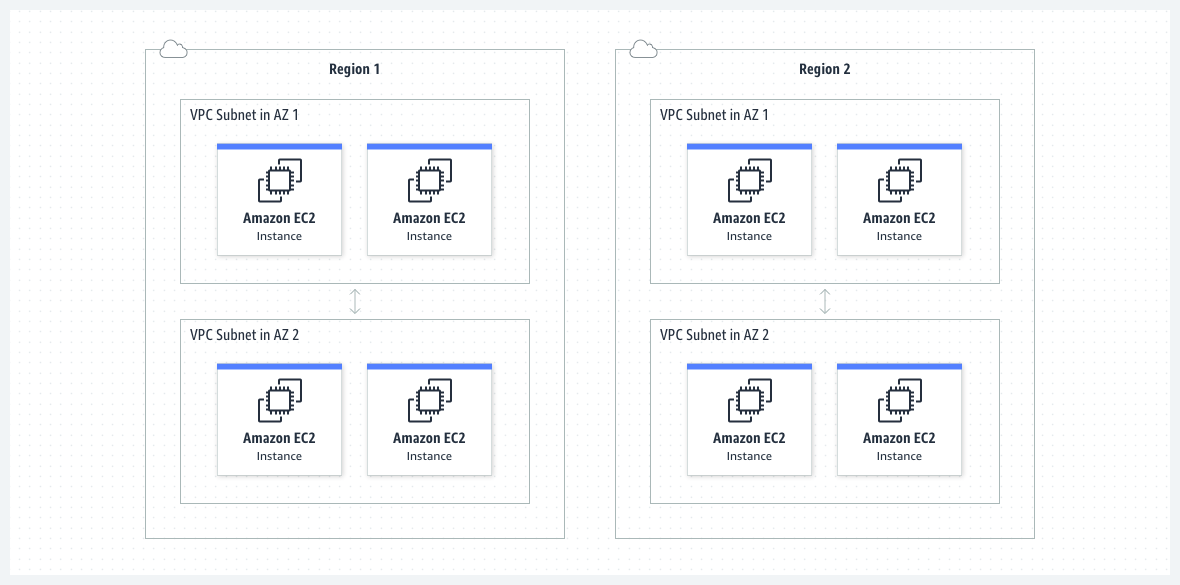 Region 1
VPC Subnet in AZ 1
Amazon EC2
Instance
Amazon EC2
Instance
VPC Subnet in AZ 2
Amazon EC2
Instance
Amazon EC2
Instance
Region 2
VPC Subnet in AZ 1
Amazon EC2
Instance
Amazon EC2
Instance
VPC Subnet in AZ 2
Amazon EC2
Instance
Amazon EC2
Instance